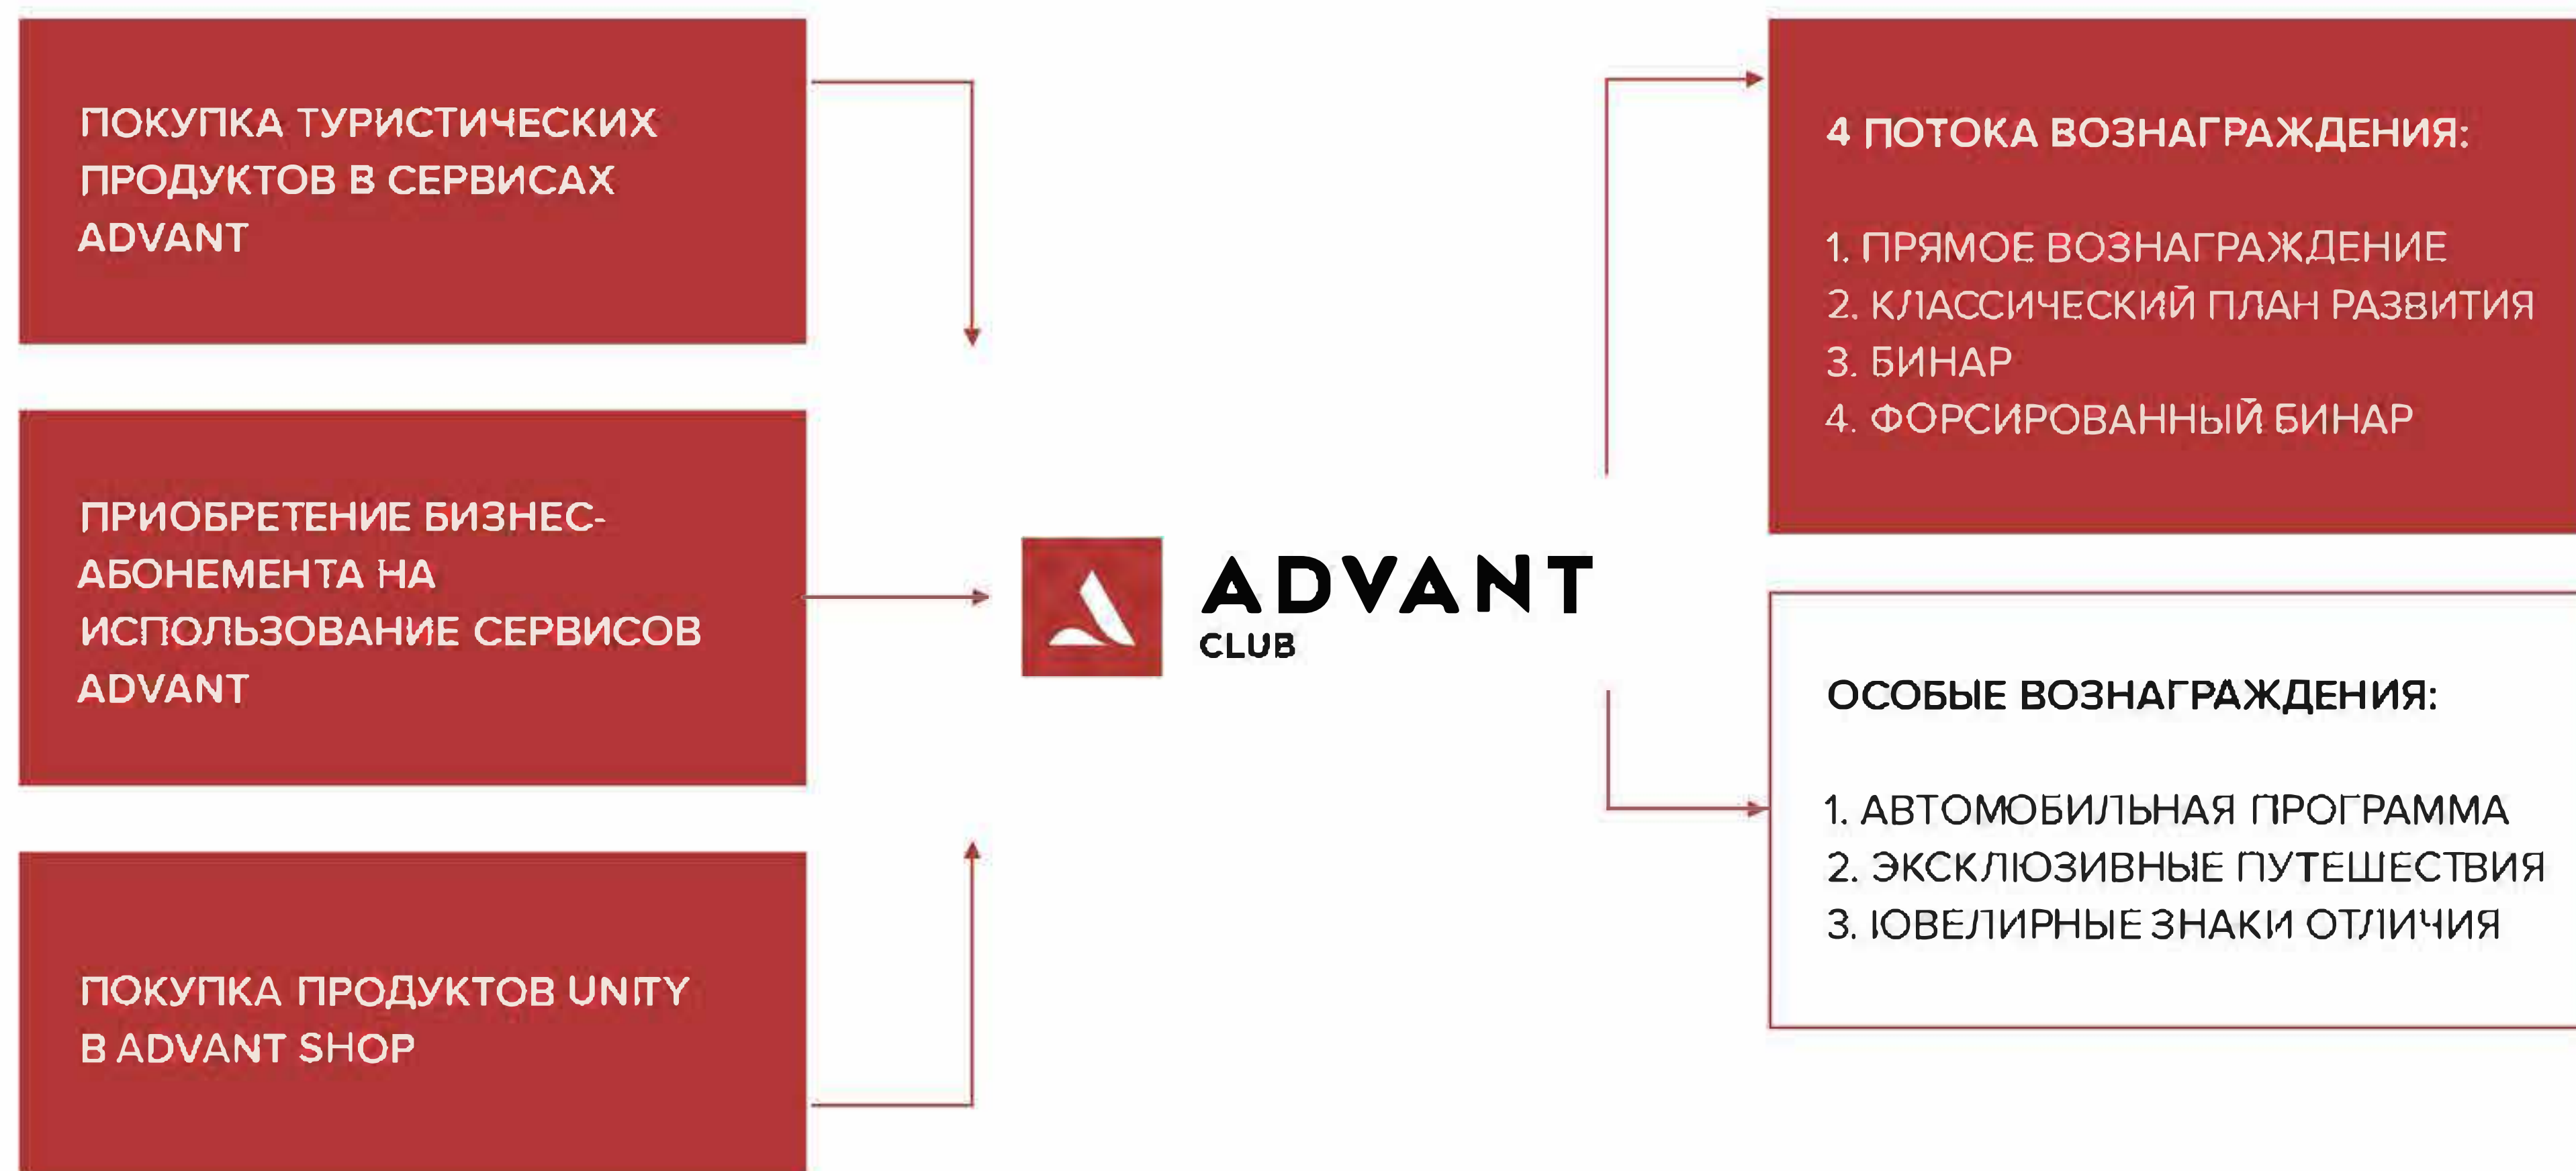 ПОКУПКА ТУРИСТИЧЕСКИХ
ПРОДУКТОВ В СЕРВИСАХ
ADVANT
ПРИОБРЕТЕНИЕ БИЗНЕС-
АБОНЕМЕНТА НА
ИСПОЛЬЗОВАНИЕ СЕРВИСОВ
ADVANT
ПОКУПКА ПРОДУКТОВ UNITY
В ADVANT SHOP
ADVANT
CLUB
4 ПОТОКА ВОЗНАГРАЖДЕНИЯ:
1. ПРЯМОЕ ВОЗНАГРАЖДЕНИЕ
2. КЛАССИЧЕСКИЙ ПЛАН РАЗВИТИЯ
3. БИНАР
4. ФОРСИРОВАННЫЙ БИНАР
ОСОБЫЕ ВОЗНАГРАЖДЕНИЯ:
1. АВТОМОБИЛЬНАЯ ПРОГРАММА
2. ЭКСКЛЮЗИВНЫЕ ПУТЕШЕСТВИЯ
3. ЮВЕЛИРНЫЕ ЗНАКИ ОТЛИЧИЯ